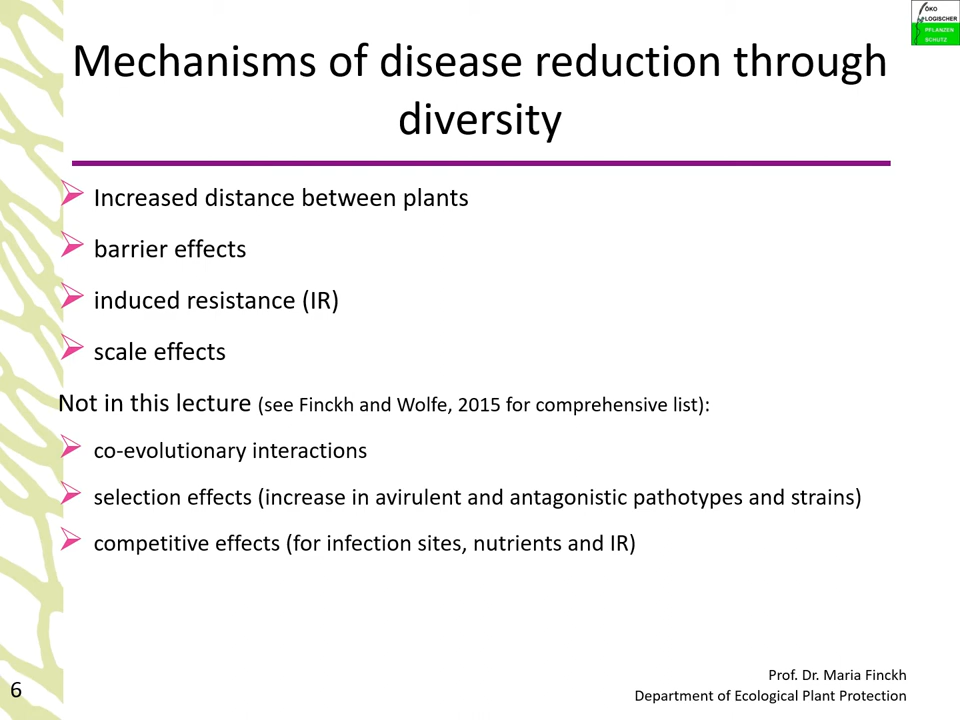 ÖKO
LOGISCHER
PFLANZEN
SCHUTZ
Mechanisms of disease reduction through
diversity
Increased distance between plants
barrier effects
induced resistance (IR)
scale effects
Not in this lecture (see Finckh and Wolfe, 2015 for comprehensive list):
co-evolutionary interactions
selection effects (increase in avirulent and antagonistic pathotypes and strains)
competitive effects (for infection sites, nutrients and IR)
Prof. Dr. Maria Finckh
Department of Ecological Plant Protection
6